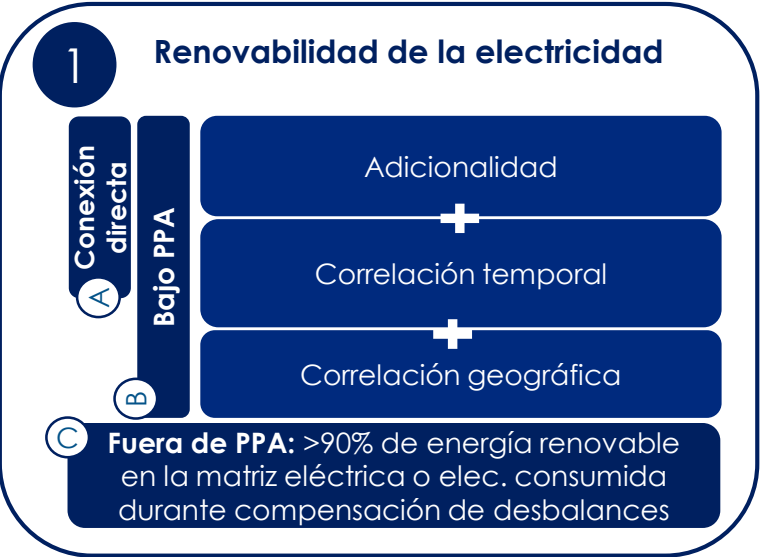 1
Renovabilidad de la electricidad
Conexión
directa
A
Bajo PPA
B
Adicionalidad
Correlación temporal
Correlación geográfica
C
Fuera de PPA: >90% de energía renovable
en la matriz eléctrica o elec. consumida
durante compensación de desbalances